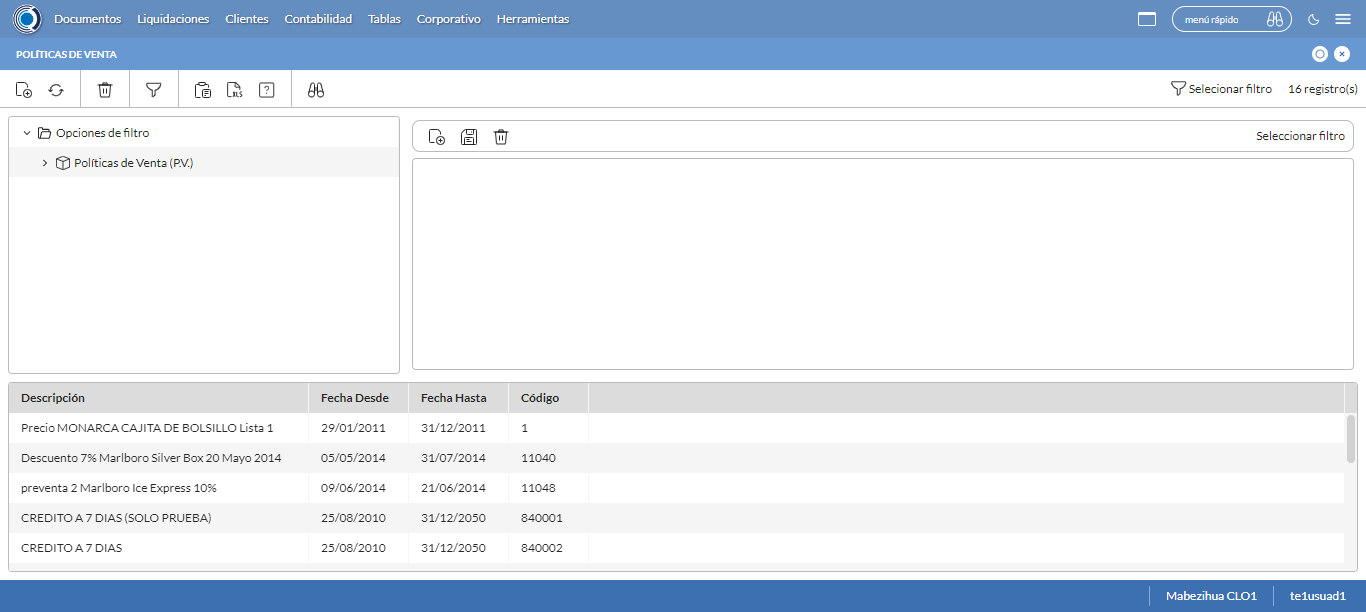 Documentos Liquidaciones Clientes Contabilidad Tablas Corporativo Herramientas menú rápido
POLÍTICAS DE VENTA
XLS ? Selecionar filtro 16 registro(s)
Opciones de filtro
Seleccionar filtro
Políticas de Venta (P.V.)
Descripción Fecha Desde Fecha Hasta Código
Precio MONARCA CAJITA DE BOLSILLO Lista 1 29/01/2011 31/12/2011 1
Descuento 7% Marlboro Silver Box 20 Mayo 2014 05/05/2014 31/07/2014 11040
preventa 2 Marlboro Ice Express 10% 09/06/2014 21/06/2014 11048
CREDITO A 7 DIAS (SOLO PRUEBA) 25/08/2010 31/12/2050 840001
CREDITO A 7 DIAS 25/08/2010 31/12/2050 840002
Mabezihua CLO1 te1usuad1